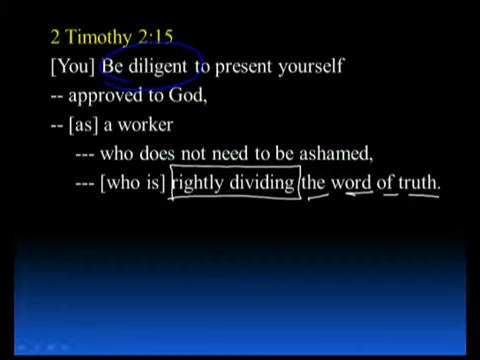 2 Timothy 2:15
[You] Be diligent to present yourself
-- approved to God,
-- [as] a worker
--- who does not need to be ashamed,
--- [who is] rightly dividing the word of truth.